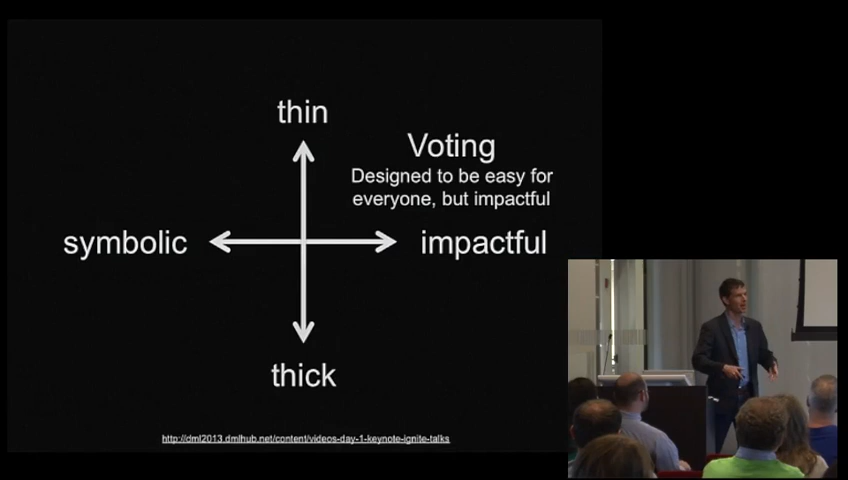 thin
Voting
Designed to be easy for
everyone, but impactful
symbolic
impactful
thick
http://dml2013.dmlhub.net/content/videos-day-1-keynote-ignite-talks